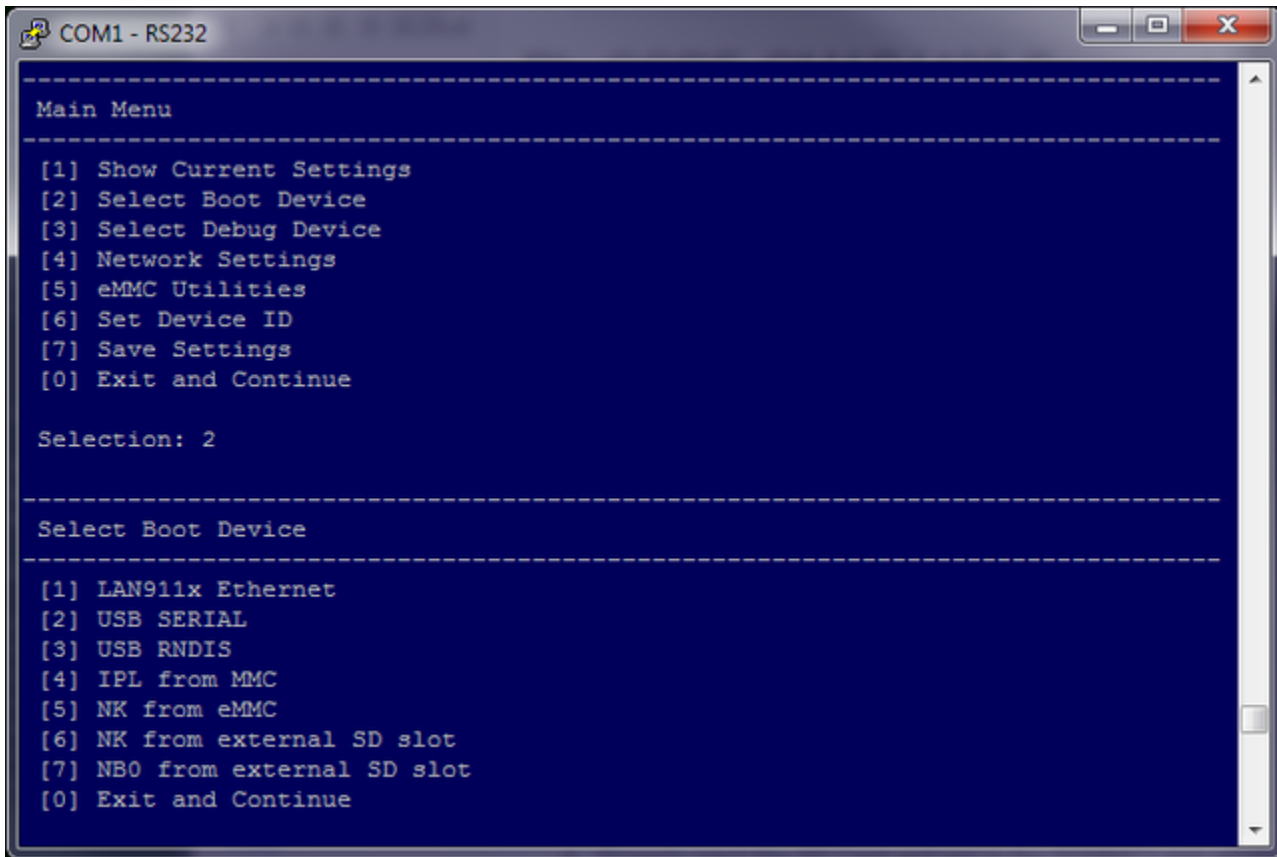 COM1 - RS232
--------------------------------------------------------------------------------
Main Menu
--------------------------------------------------------------------------------
[1] Show Current Settings
[2] Select Boot Device
[3] Select Debug Device
[4] Network Settings
[5] eMMC Utilities
[6] Set Device ID
[7] Save Settings
[0] Exit and Continue
Selection: 2
--------------------------------------------------------------------------------
Select Boot Device
--------------------------------------------------------------------------------
[1] LAN911x Ethernet
[2] USB SERIAL
[3] USB RNDIS
[4] IPL from MMC
[5] NK from eMMC
[6] NK from external SD slot
[7] NB0 from external SD slot
[0] Exit and Continue